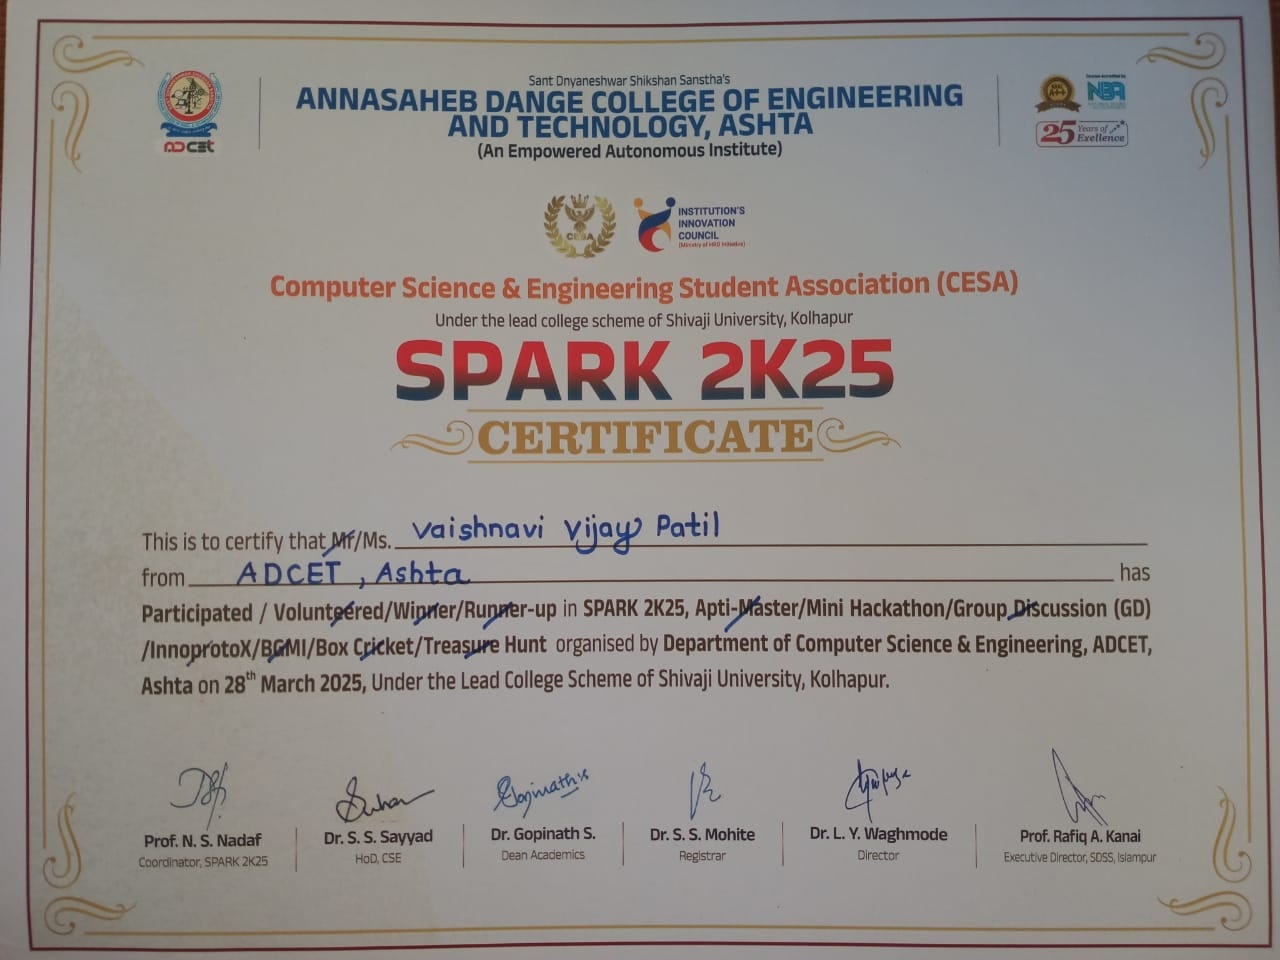 Sant Dnyaneshwar Shikshan Sanstha's
ANNASAHEB DANGE COLLEGE OF ENGINEERING
AND TECHNOLOGY, ASHTA
(An Empowered Autonomous Institute)
ADCET
NAAC
A++
NBA
25 Years of Exellence
CESA
INSTITUTION'S
INNOVATION
COUNCIL
(Ministry of HRD Initiative)
Computer Science & Engineering Student Association (CESA)
Under the lead college scheme of Shivaji University, Kolhapur
SPARK 2K25
CERTIFICATE
This is to certify that Mr/Ms. Vaishnavi Vijay Patil
from ADCET, Ashta has
Participated / Volunteered/Winner/Runner-up in SPARK 2K25, Apti-Master/Mini Hackathon/Group Discussion (GD)
/InnoprotoX/BGMI/Box Cricket/Treasure Hunt organised by Department of Computer Science & Engineering, ADCET,
Ashta on 28th March 2025, Under the Lead College Scheme of Shivaji University, Kolhapur.
Prof. N. S. Nadaf
Coordinator, SPARK 2K25
Dr. S. S. Sayyad
HoD, CSE
Dr. Gopinath S.
Dean Academics
Dr. S. S. Mohite
Registrar
Dr. L. Y. Waghmode
Director
Prof. Rafiq A. Kanai
Executive Director, SDSS, Islampur